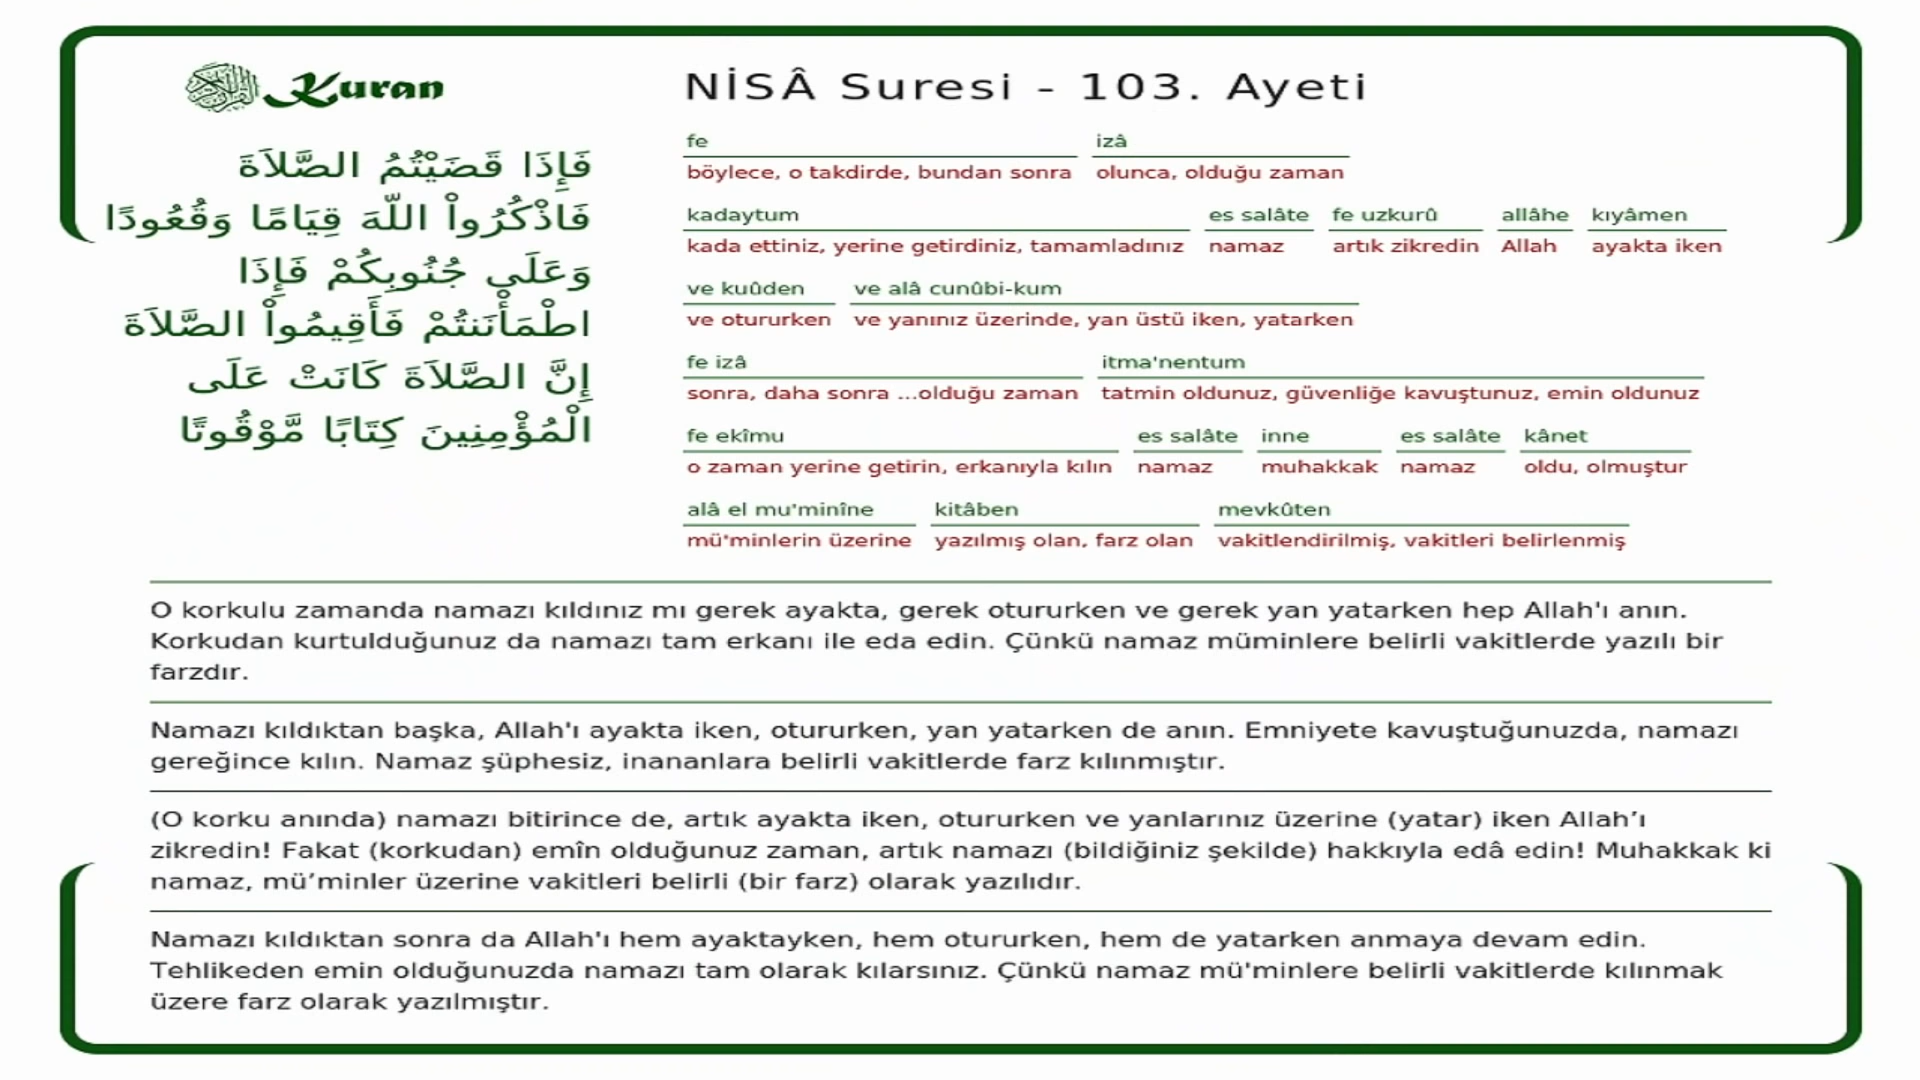 Kuran
NİSÂ Suresi - 103. Ayeti
فَإِذَا قَضَيْتُمُ الصَّلاَةَ
فَاذْكُرُواْ اللّهَ قِيَامًا وَقُعُودًا
وَعَلَى جُنُوبِكُمْ فَإِذَا
اطْمَأْنَنتُمْ فَأَقِيمُواْ الصَّلاَةَ
إِنَّ الصَّلاَةَ كَانَتْ عَلَى
الْمُؤْمِنِينَ كِتَابًا مَّوْقُوتًا
fe izâ
böylece, o takdirde, bundan sonra olunca, olduğu zaman
kadaytum es salâte fe uzkurû allâhe kıyâmen
kada ettiniz, yerine getirdiniz, tamamladınız namaz artık zikredin Allah ayakta iken
ve kuûden ve alâ cunûbi-kum
ve otururken ve yanınız üzerinde, yan üstü iken, yatarken
fe izâ itma'nentum
sonra, daha sonra ...olduğu zaman tatmin oldunuz, güvenliğe kavuştunuz, emin oldunuz
fe ekîmu es salâte inne es salâte kânet
o zaman yerine getirin, erkanıyla kılın namaz muhakkak namaz oldu, olmuştur
alâ el mu'minîne kitâben mevkûten
mü'minlerin üzerine yazılmış olan, farz olan vakitlendirilmiş, vakitleri belirlenmiş
O korkulu zamanda namazı kıldınız mı gerek ayakta, gerek otururken ve gerek yan yatarken hep Allah'ı anın.
Korkudan kurtulduğunuz da namazı tam erkanı ile eda edin. Çünkü namaz müminlere belirli vakitlerde yazılı bir
farzdır.
Namazı kıldıktan başka, Allah'ı ayakta iken, otururken, yan yatarken de anın. Emniyete kavuştuğunuzda, namazı
gereğince kılın. Namaz şüphesiz, inananlara belirli vakitlerde farz kılınmıştır.
(O korku anında) namazı bitirince de, artık ayakta iken, otururken ve yanlarınız üzerine (yatar) iken Allah’ı
zikredin! Fakat (korkudan) emîn olduğunuz zaman, artık namazı (bildiğiniz şekilde) hakkıyla edâ edin! Muhakkak ki
namaz, mü’minler üzerine vakitleri belirli (bir farz) olarak yazılıdır.
Namazı kıldıktan sonra da Allah'ı hem ayaktayken, hem otururken, hem de yatarken anmaya devam edin.
Tehlikeden emin olduğunuzda namazı tam olarak kılarsınız. Çünkü namaz mü'minlere belirli vakitlerde kılınmak
üzere farz olarak yazılmıştır.